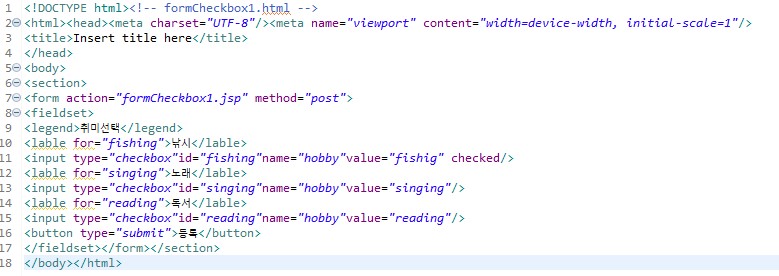 1 <!DOCTYPE html><!-- formCheckbox1.html -->
2 <html><head><meta charset="UTF-8"/><meta name="viewport" content="width=device-width, initial-scale=1"/>
3 <title>Insert title here</title>
4 </head>
5 <body>
6 <section>
7 <form action="formCheckbox1.jsp" method="post">
8 <fieldset>
9 <legend>취미선택</legend>
10 <lable for="fishing">낚시</lable>
11 <input type="checkbox"id="fishing"name="hobby"value="fishig" checked/>
12 <lable for="singing">노래</lable>
13 <input type="checkbox"id="singing"name="hobby"value="singing"/>
14 <lable for="reading">독서</lable>
15 <input type="checkbox"id="reading"name="hobby"value="reading"/>
16 <button type="submit">등록</button>
17 </fieldset></form></section>
18 </body></html>